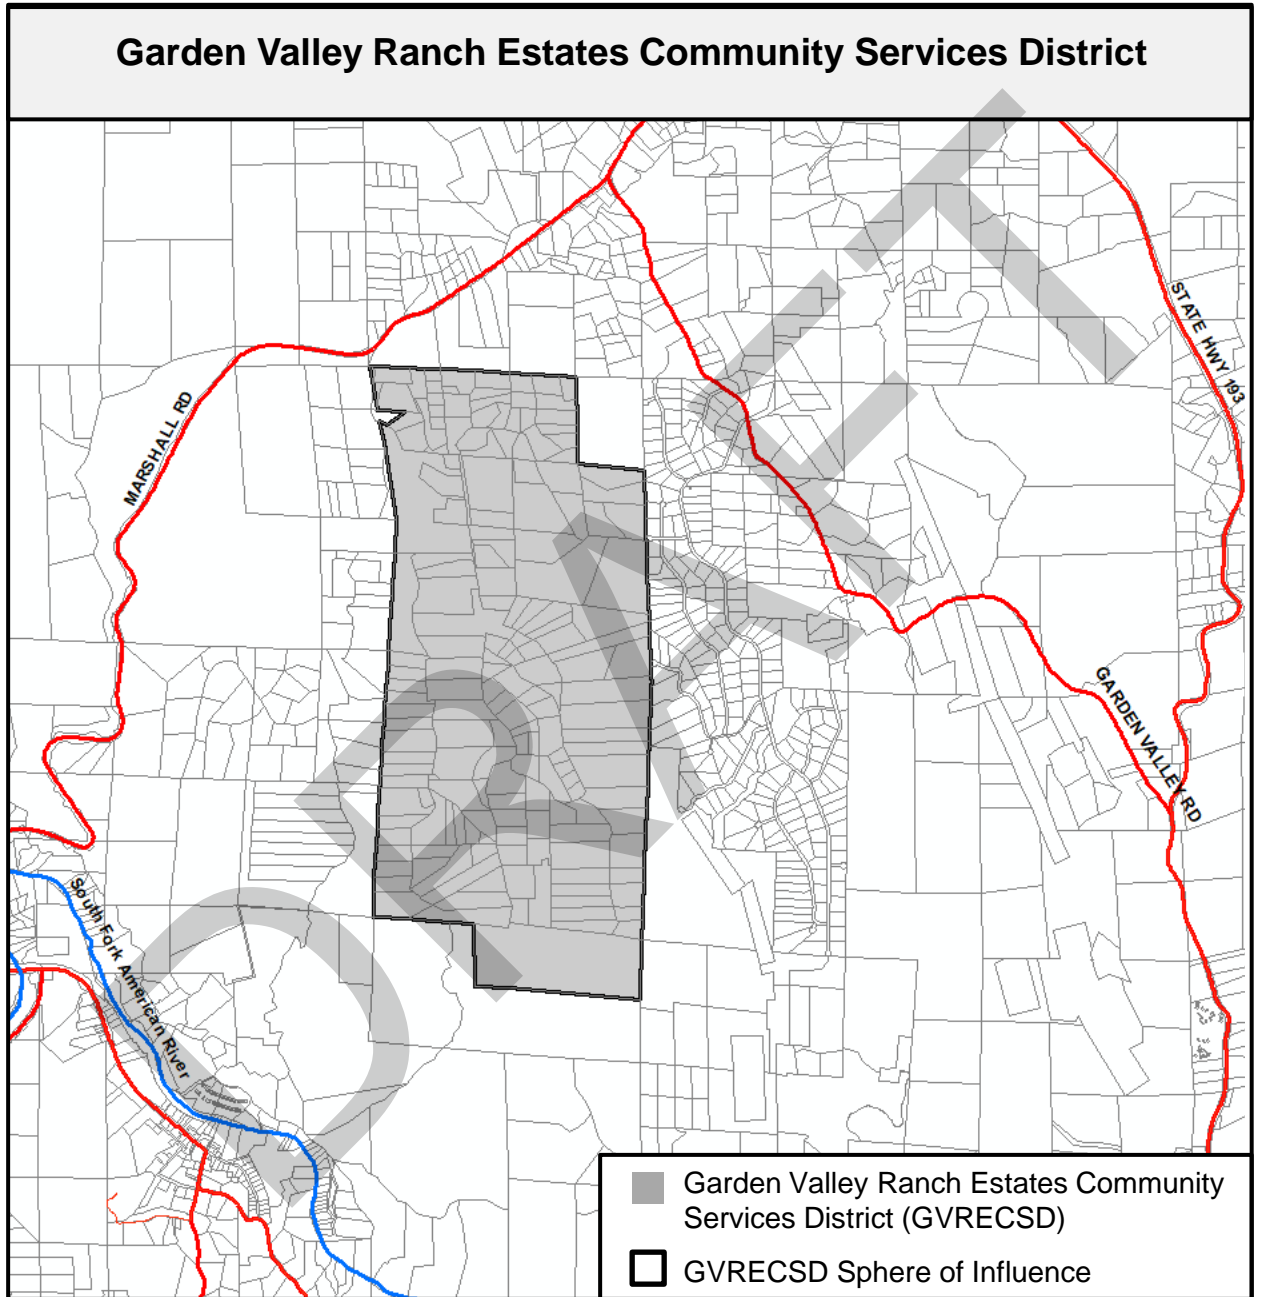 Garden Valley Ranch Estates Community Services District
DRAFT
STATE HWY 193
MARSHALL RD
GARDEN VALLEY RD
South Fork American River
Garden Valley Ranch Estates Community
Services District (GVRECSD)
GVRECSD Sphere of Influence